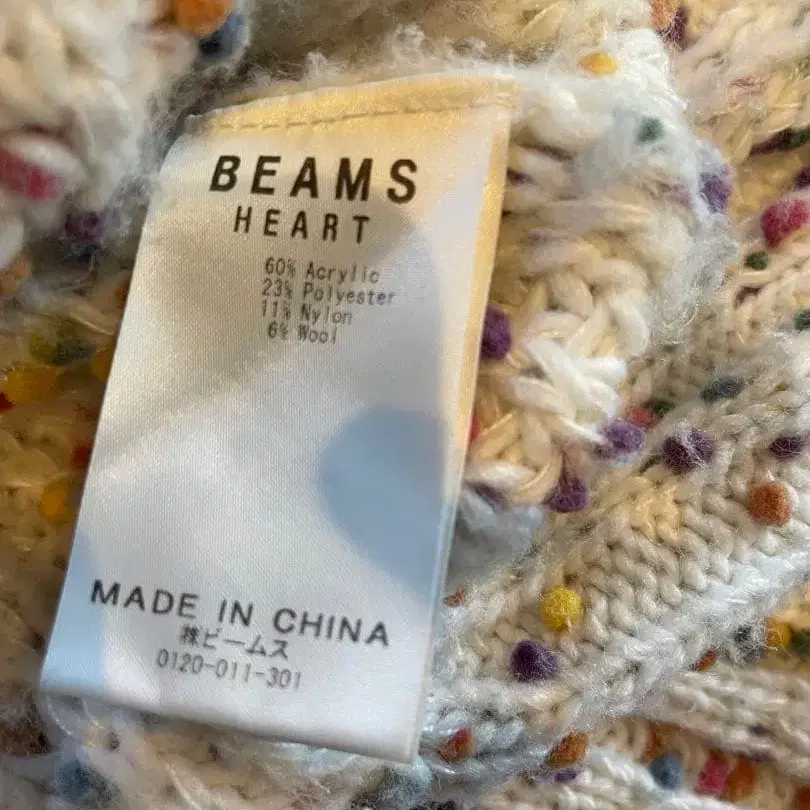 BEAMS
HEART
60% Acrylic
23% Polyester
11% Nylon
6% Wool
MADE IN CHINA
㈱ビームス
0120-011-301